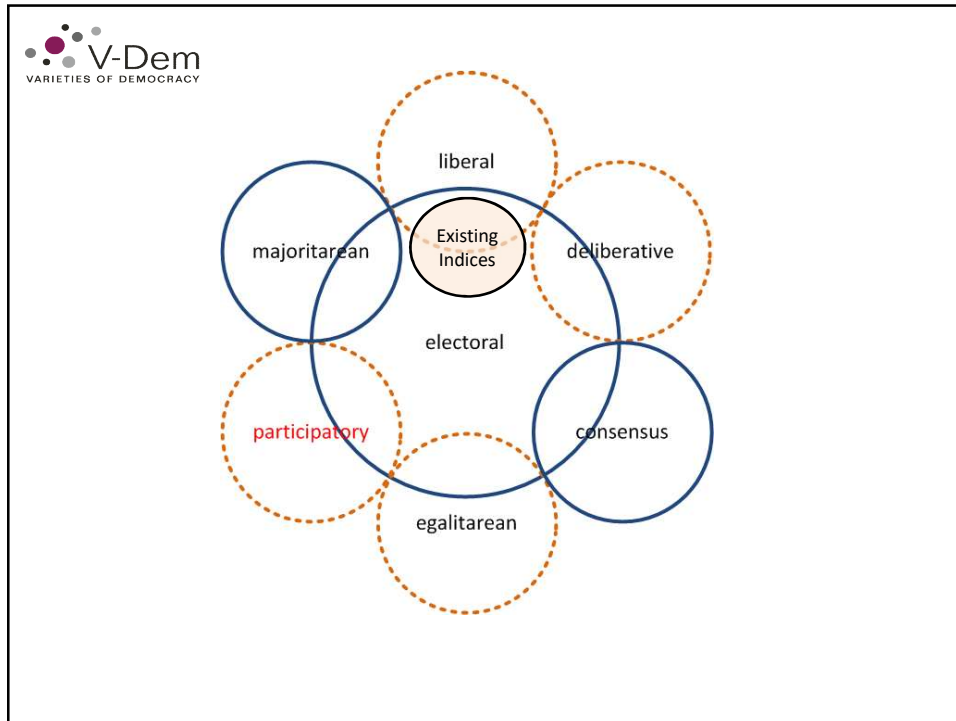 V-Dem
VARIETIES OF DEMOCRACY
liberal
Existing
Indices
majoritarean
deliberative
electoral
participatory
consensus
egalitarean